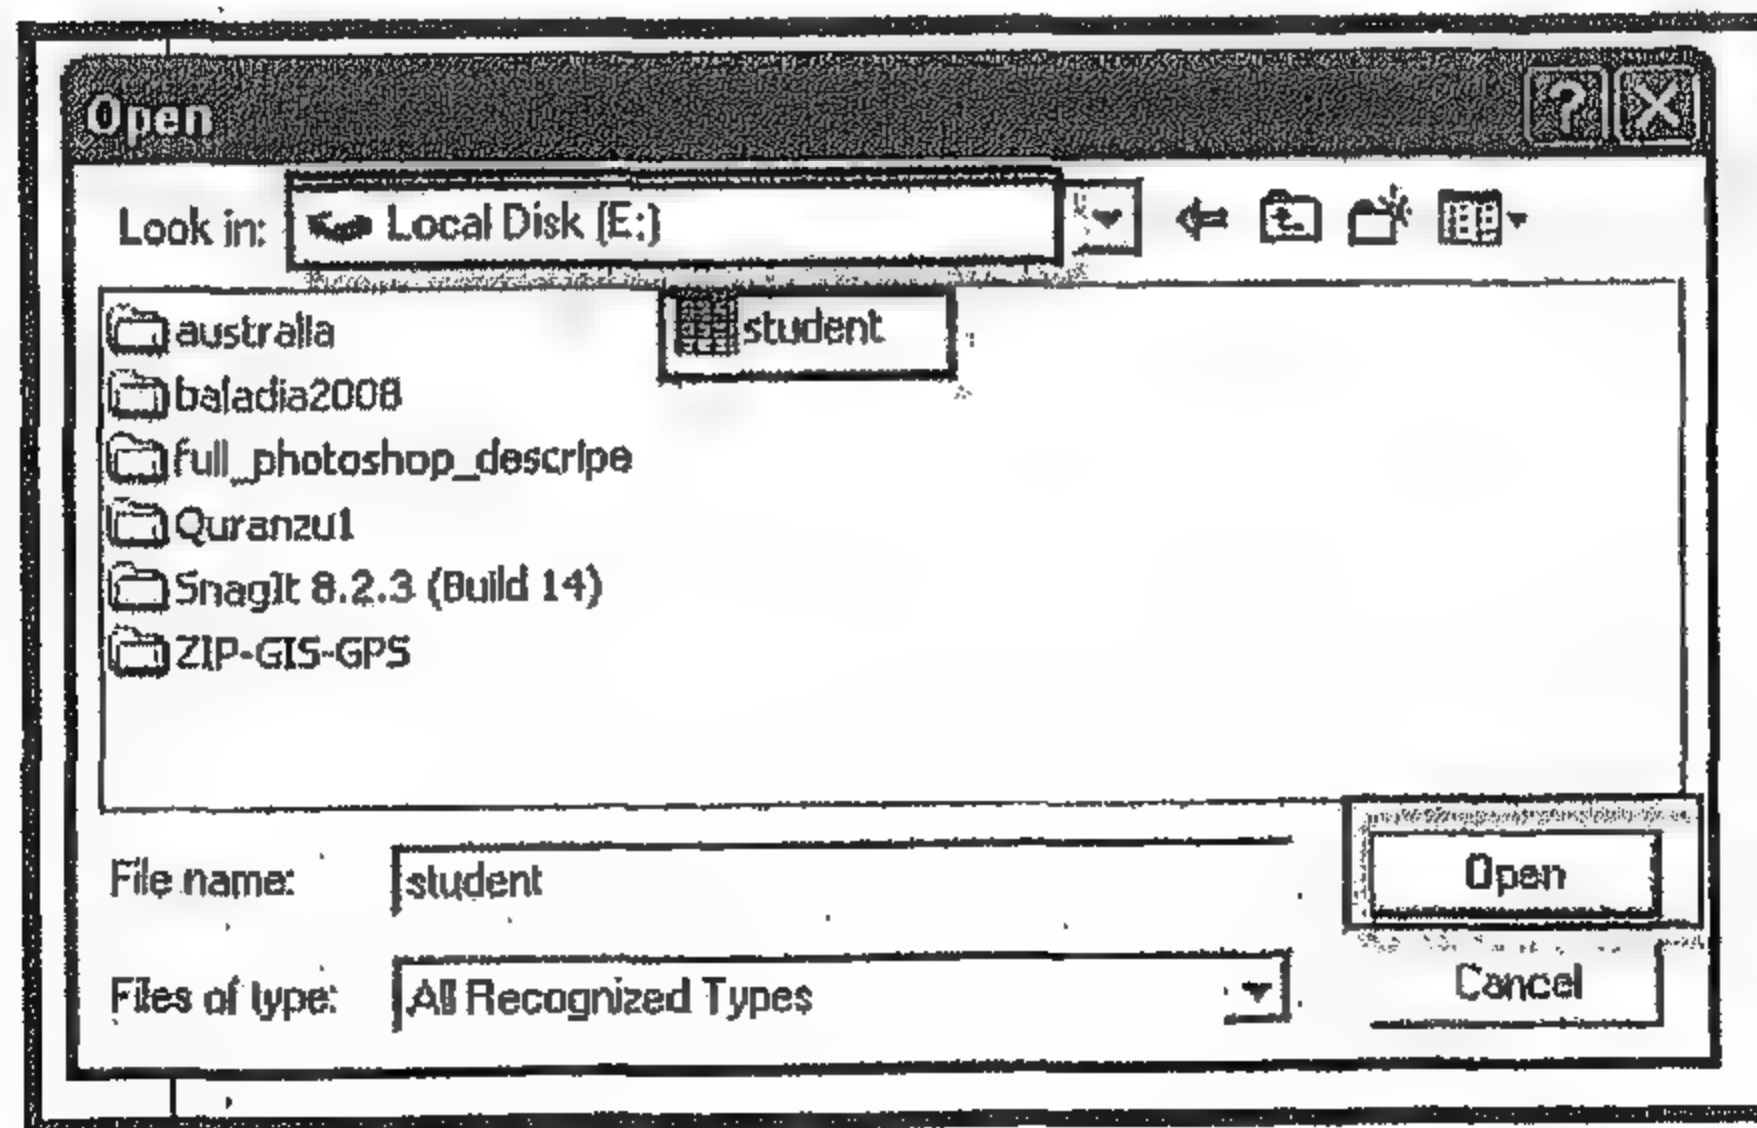 Open
Look in: Local Disk (E:)
australia
student
baladia2008
full_photoshop_descripe
Quranzu1
SnagIt 8.2.3 (Build 14)
ZIP-GIS-GPS
File name: student
Open
Files of type: All Recognized Types
Cancel